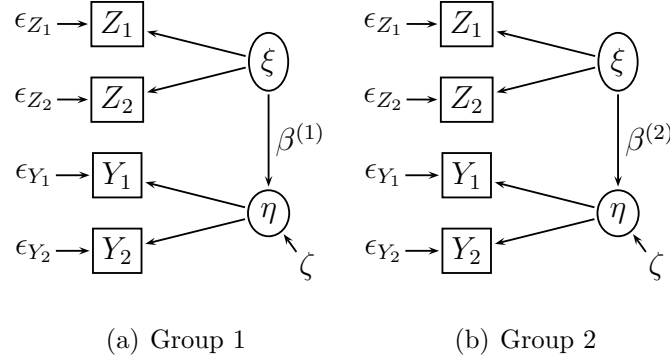 ϵ_{Z_1} Z_1 ξ ϵ_{Z_1} Z_1 ξ
ϵ_{Z_2} Z_2 ϵ_{Z_2} Z_2
β^{(1)} β^{(2)}
ϵ_{Y_1} Y_1 ϵ_{Y_1} Y_1
η η
ϵ_{Y_2} Y_2 ϵ_{Y_2} Y_2
ζ ζ
(a) Group 1 (b) Group 2